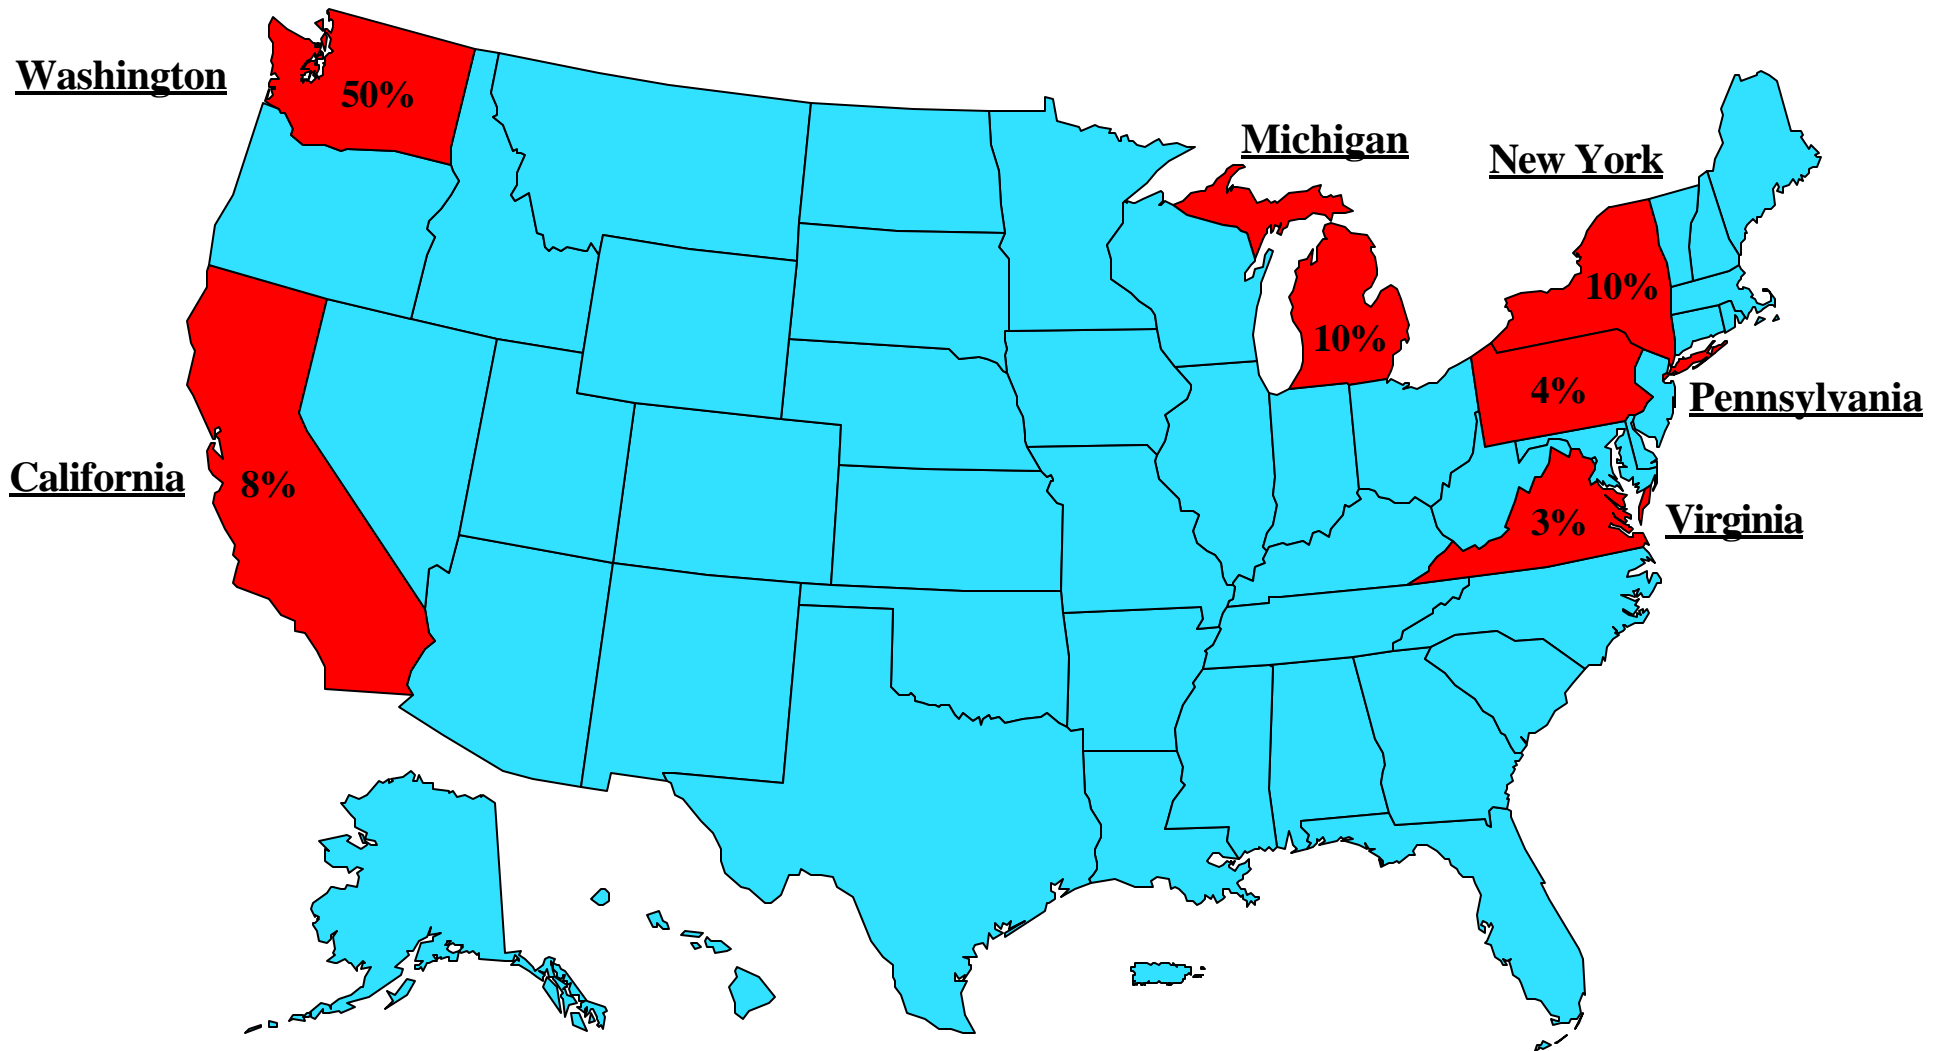 Washington
50%
Michigan
New York
10%
10%
4%
Pennsylvania
California
8%
3%
Virginia